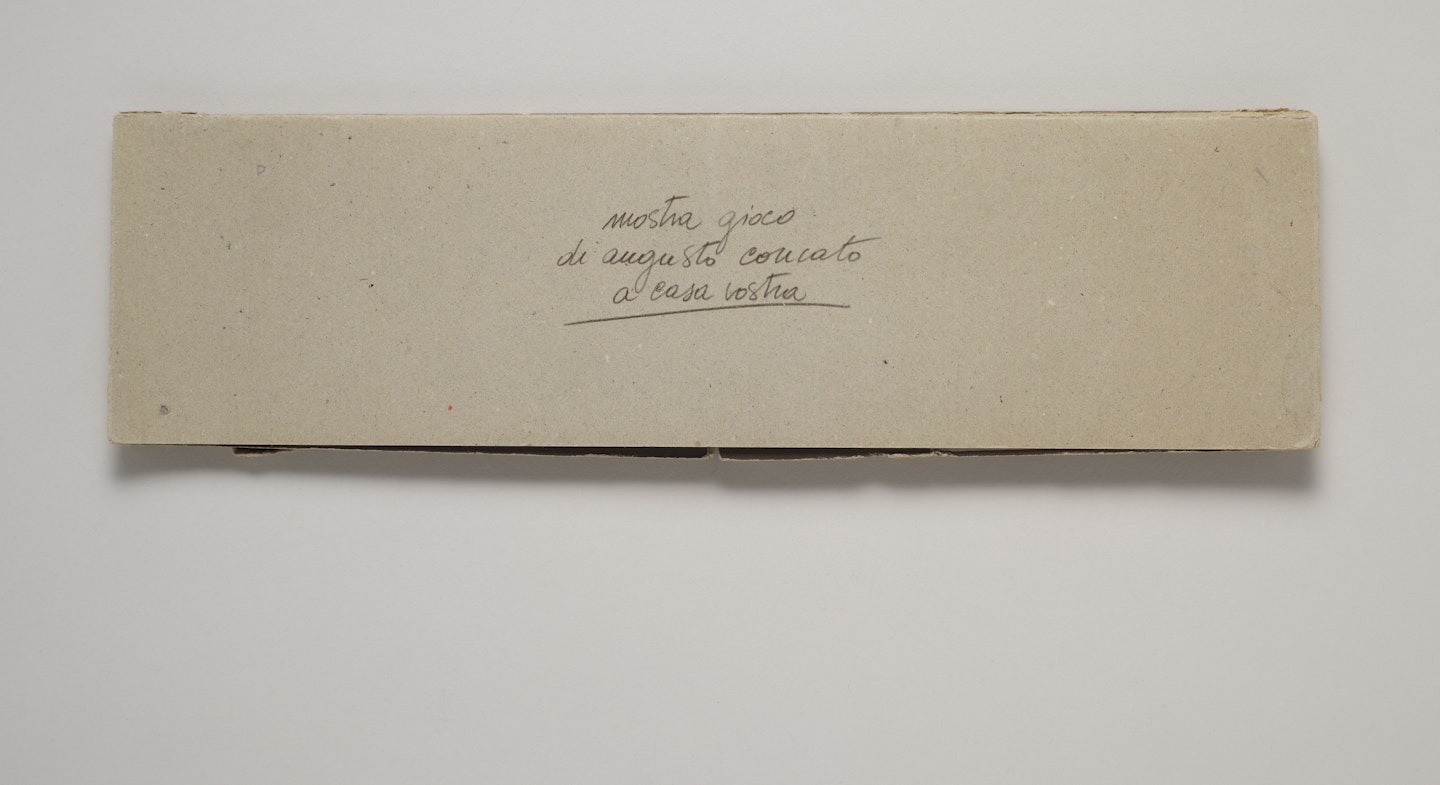 mostra gioco
di augusto concato
a casa vostra